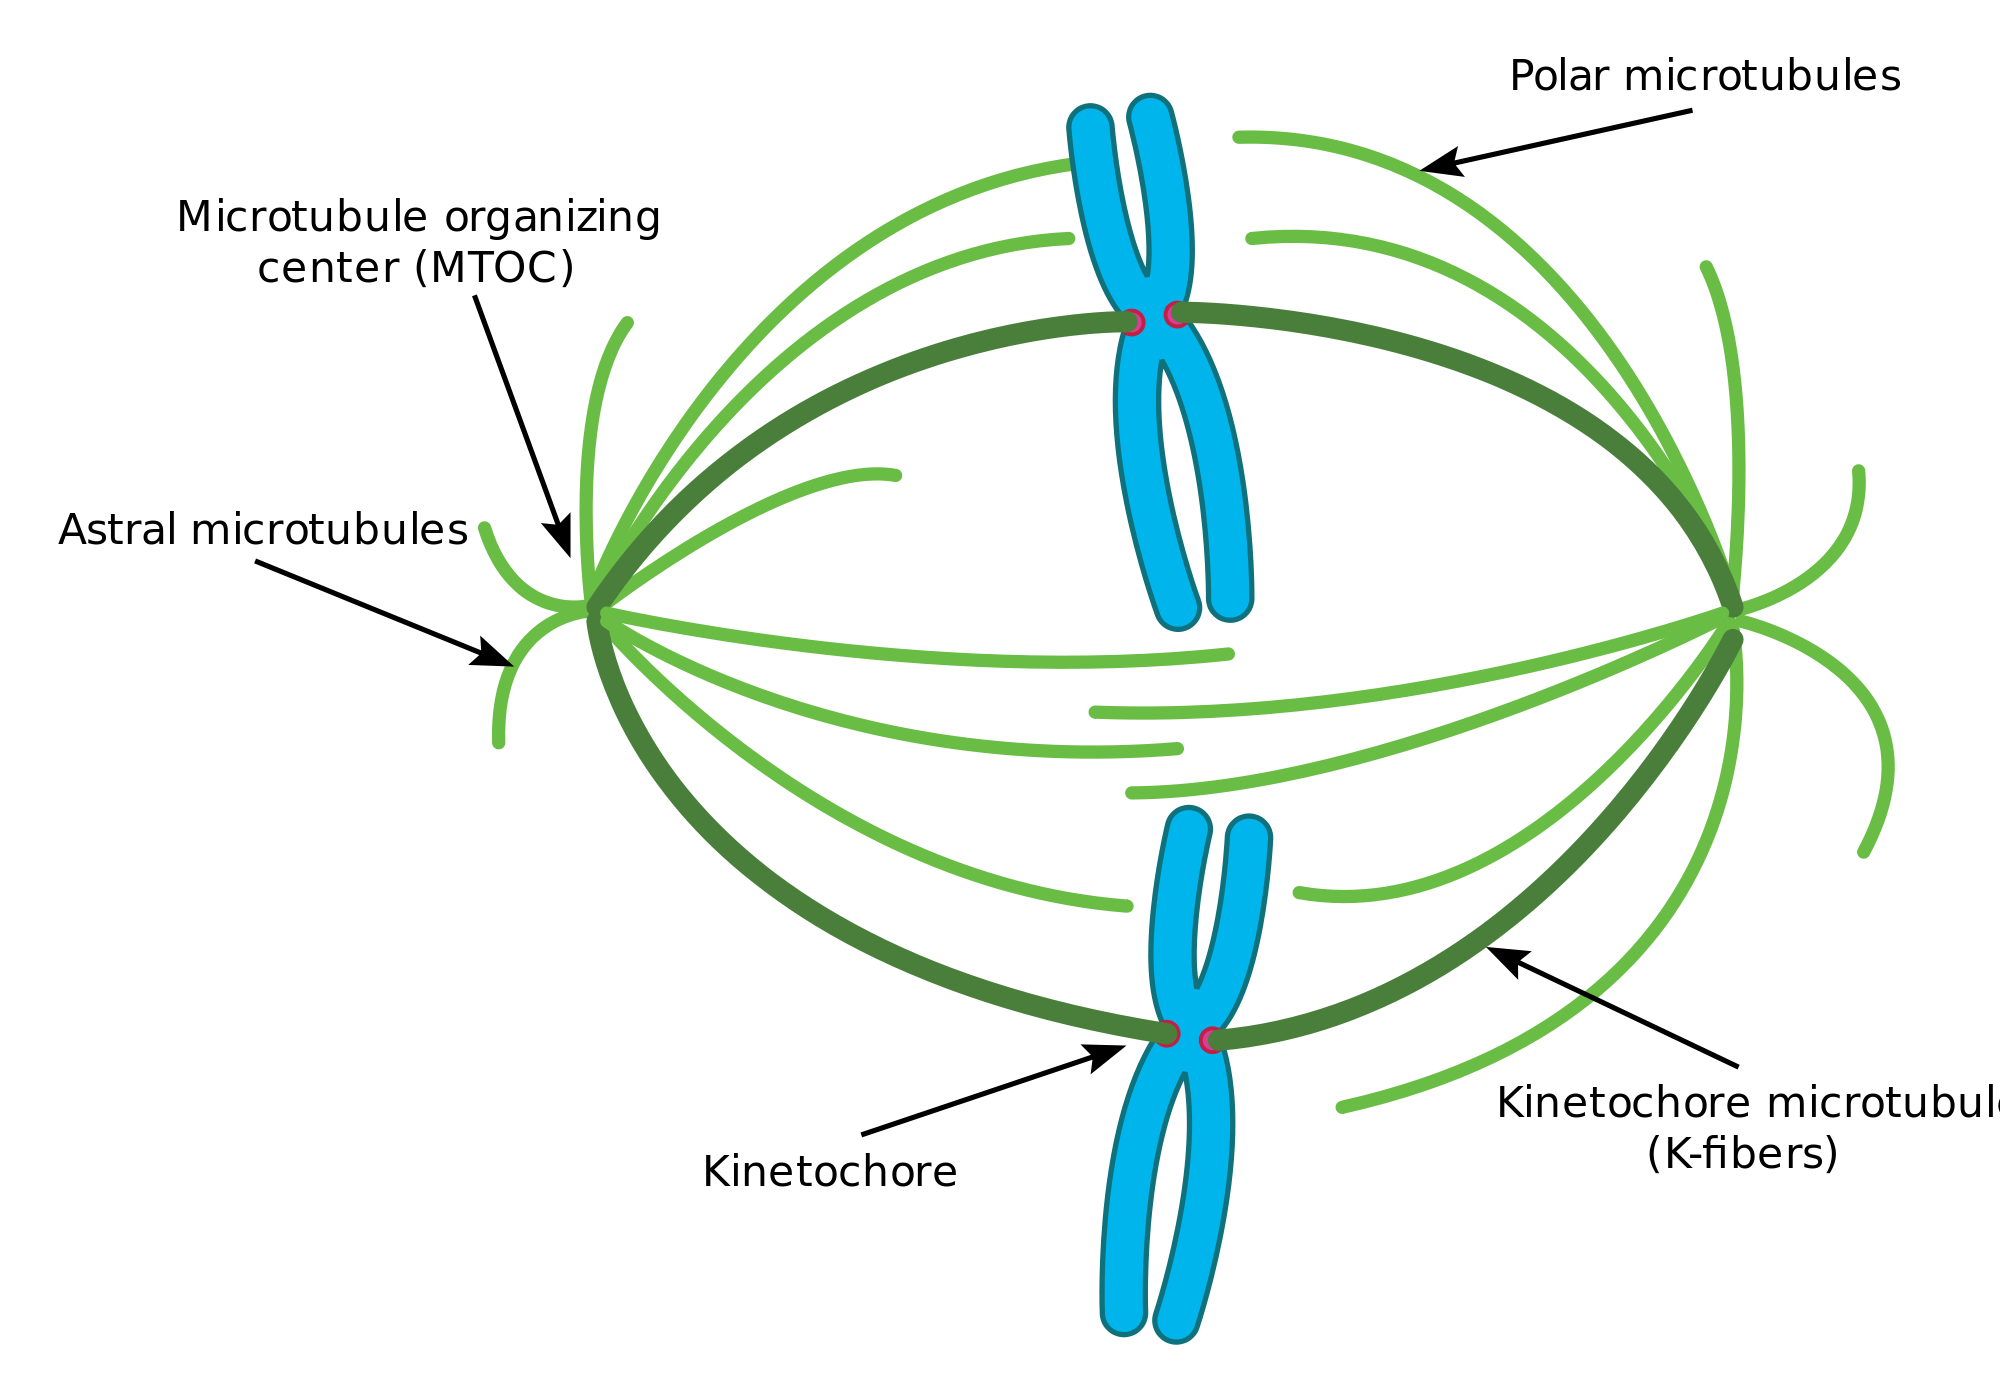 Polar microtubules
Microtubule organizing
center (MTOC)
Astral microtubules
Kinetochore microtubul
(K-fibers)
Kinetochore